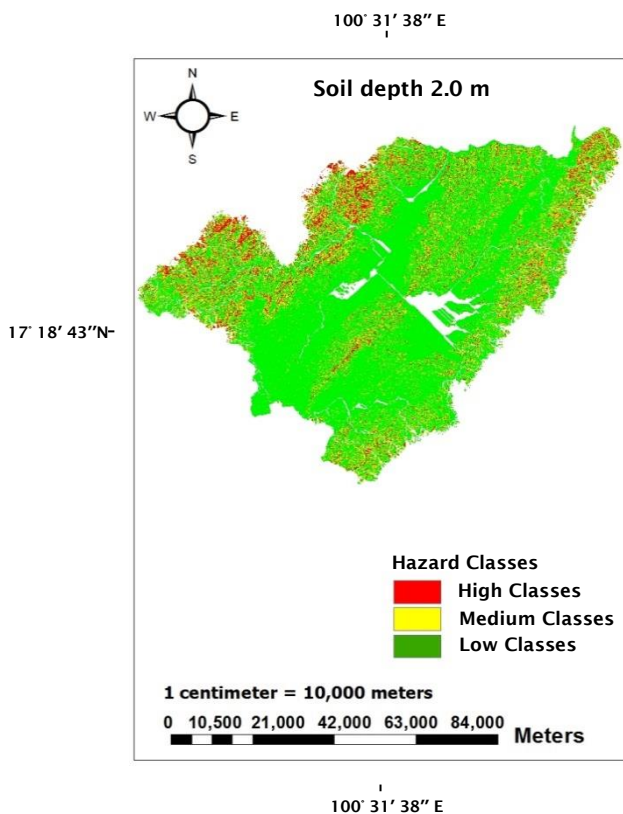 100° 31′ 38″ E
Soil depth 2.0 m
N
W E
S
17° 18′ 43″N
Hazard Classes
High Classes
Medium Classes
Low Classes
1 centimeter = 10,000 meters
0 10,500 21,000 42,000 63,000 84,000
Meters
100° 31′ 38″ E